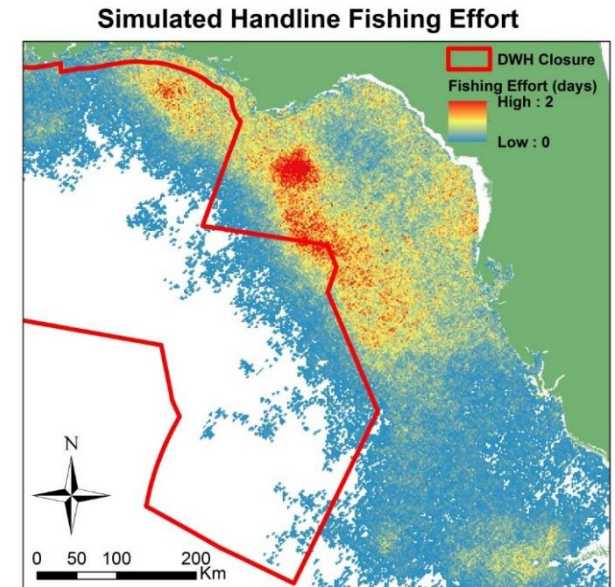 Simulated Handline Fishing Effort
DWH Closure
Fishing Effort (days)
High : 2
Low : 0
N
0 50 100 200
Km